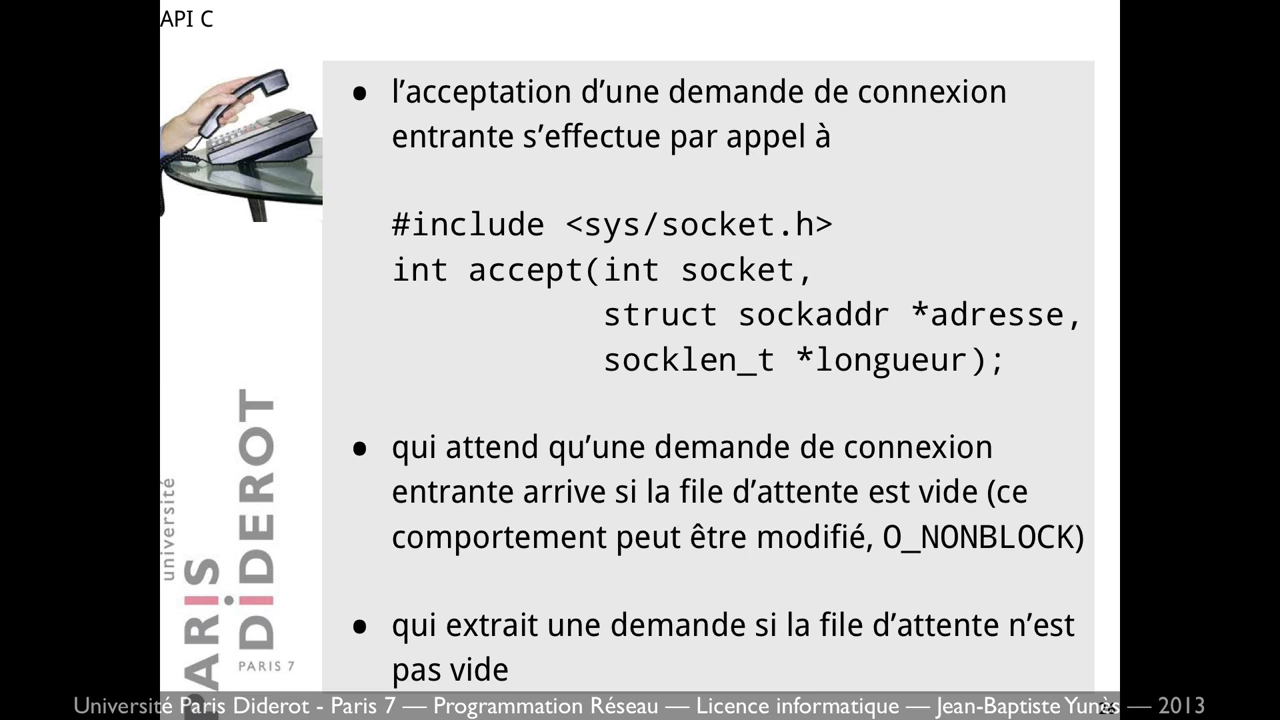 API C
• l’acceptation d’une demande de connexion
entrante s’effectue par appel à
#include <sys/socket.h>
int accept(int socket,
struct sockaddr *adresse,
socklen_t *longueur);
• qui attend qu’une demande de connexion
entrante arrive si la file d’attente est vide (ce
comportement peut être modifié, O_NONBLOCK)
• qui extrait une demande si la file d’attente n’est
pas vide
université
PARIS
DIDEROT
PARIS 7
Université Paris Diderot - Paris 7 — Programmation Réseau — Licence informatique — Jean-Baptiste Yunès — 2013